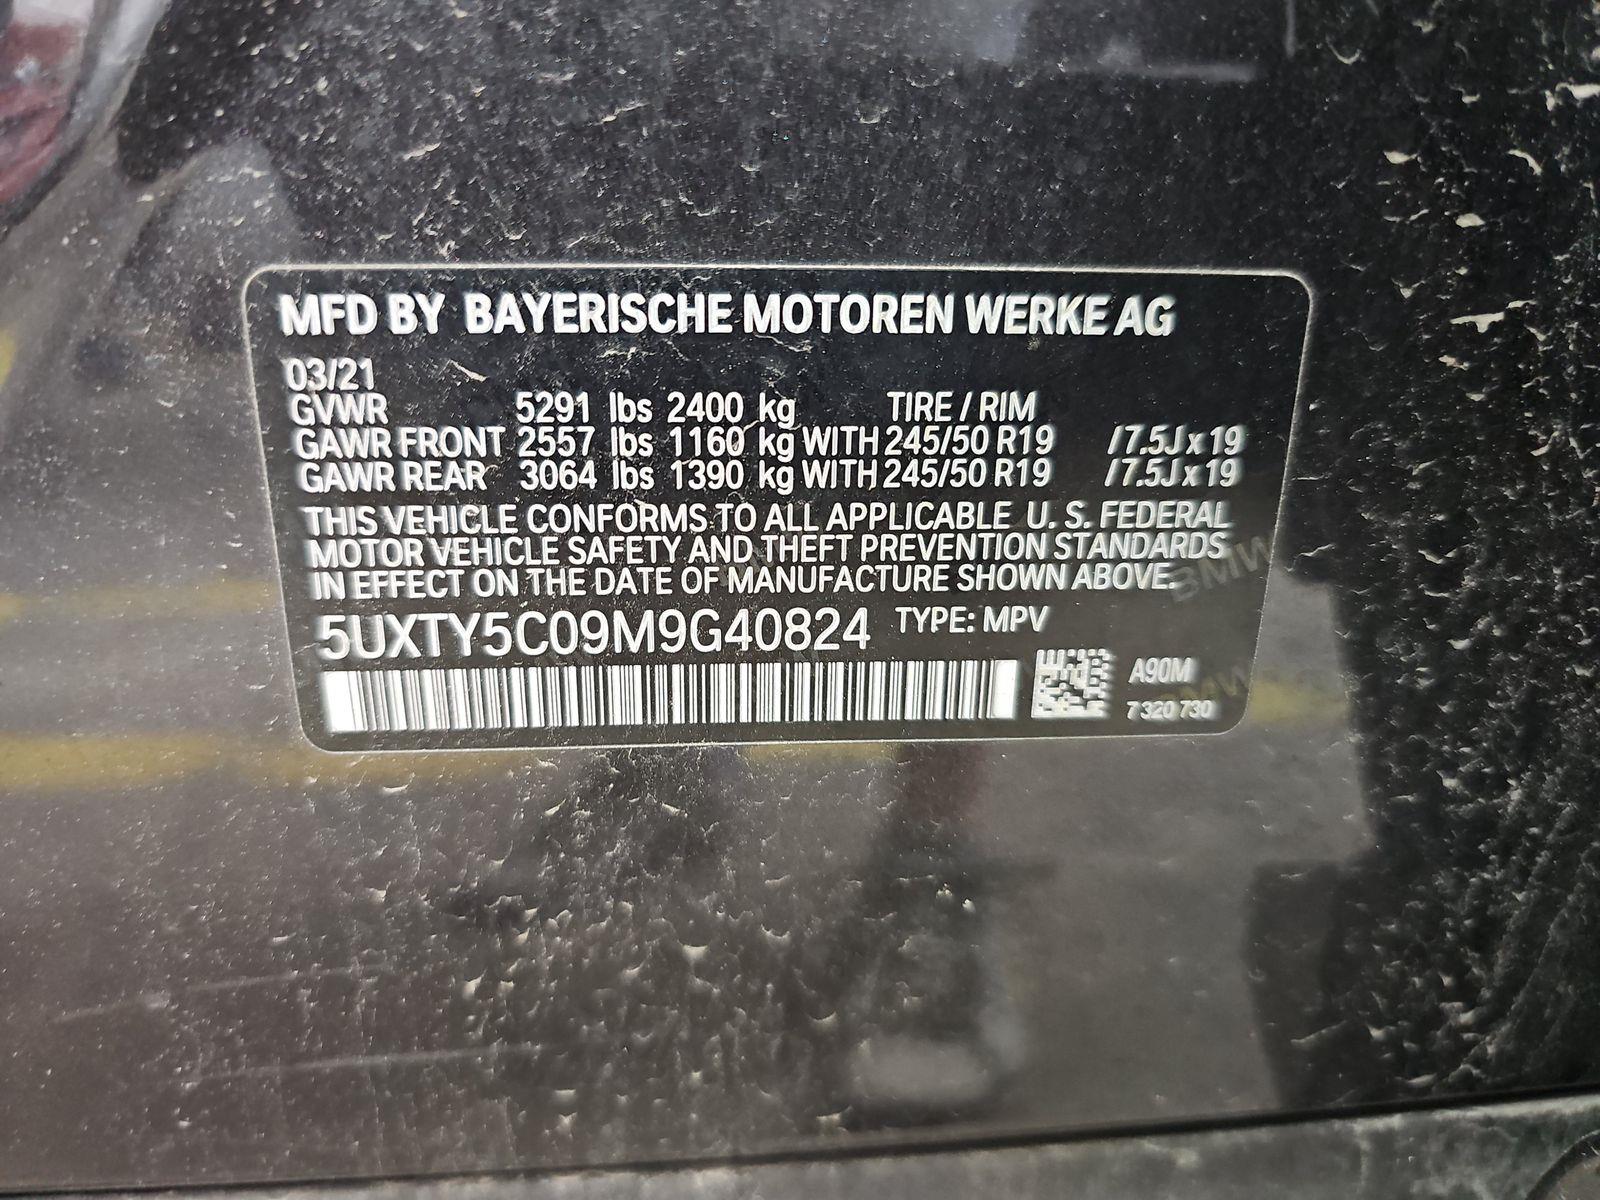 MFD BY BAYERISCHE MOTOREN WERKE AG
03/21
GVWR 5291 lbs 2400 kg TIRE / RIM
GAWR FRONT 2557 lbs 1160 kg WITH 245/50 R19 / 7.5J x 19
GAWR REAR 3064 lbs 1390 kg WITH 245/50 R19 / 7.5J x 19
THIS VEHICLE CONFORMS TO ALL APPLICABLE U. S. FEDERAL
MOTOR VEHICLE SAFETY AND THEFT PREVENTION STANDARDS
IN EFFECT ON THE DATE OF MANUFACTURE SHOWN ABOVE.
BMW
5UXTY5C09M9G40824 TYPE: MPV
A90M
BMW
7 320 730